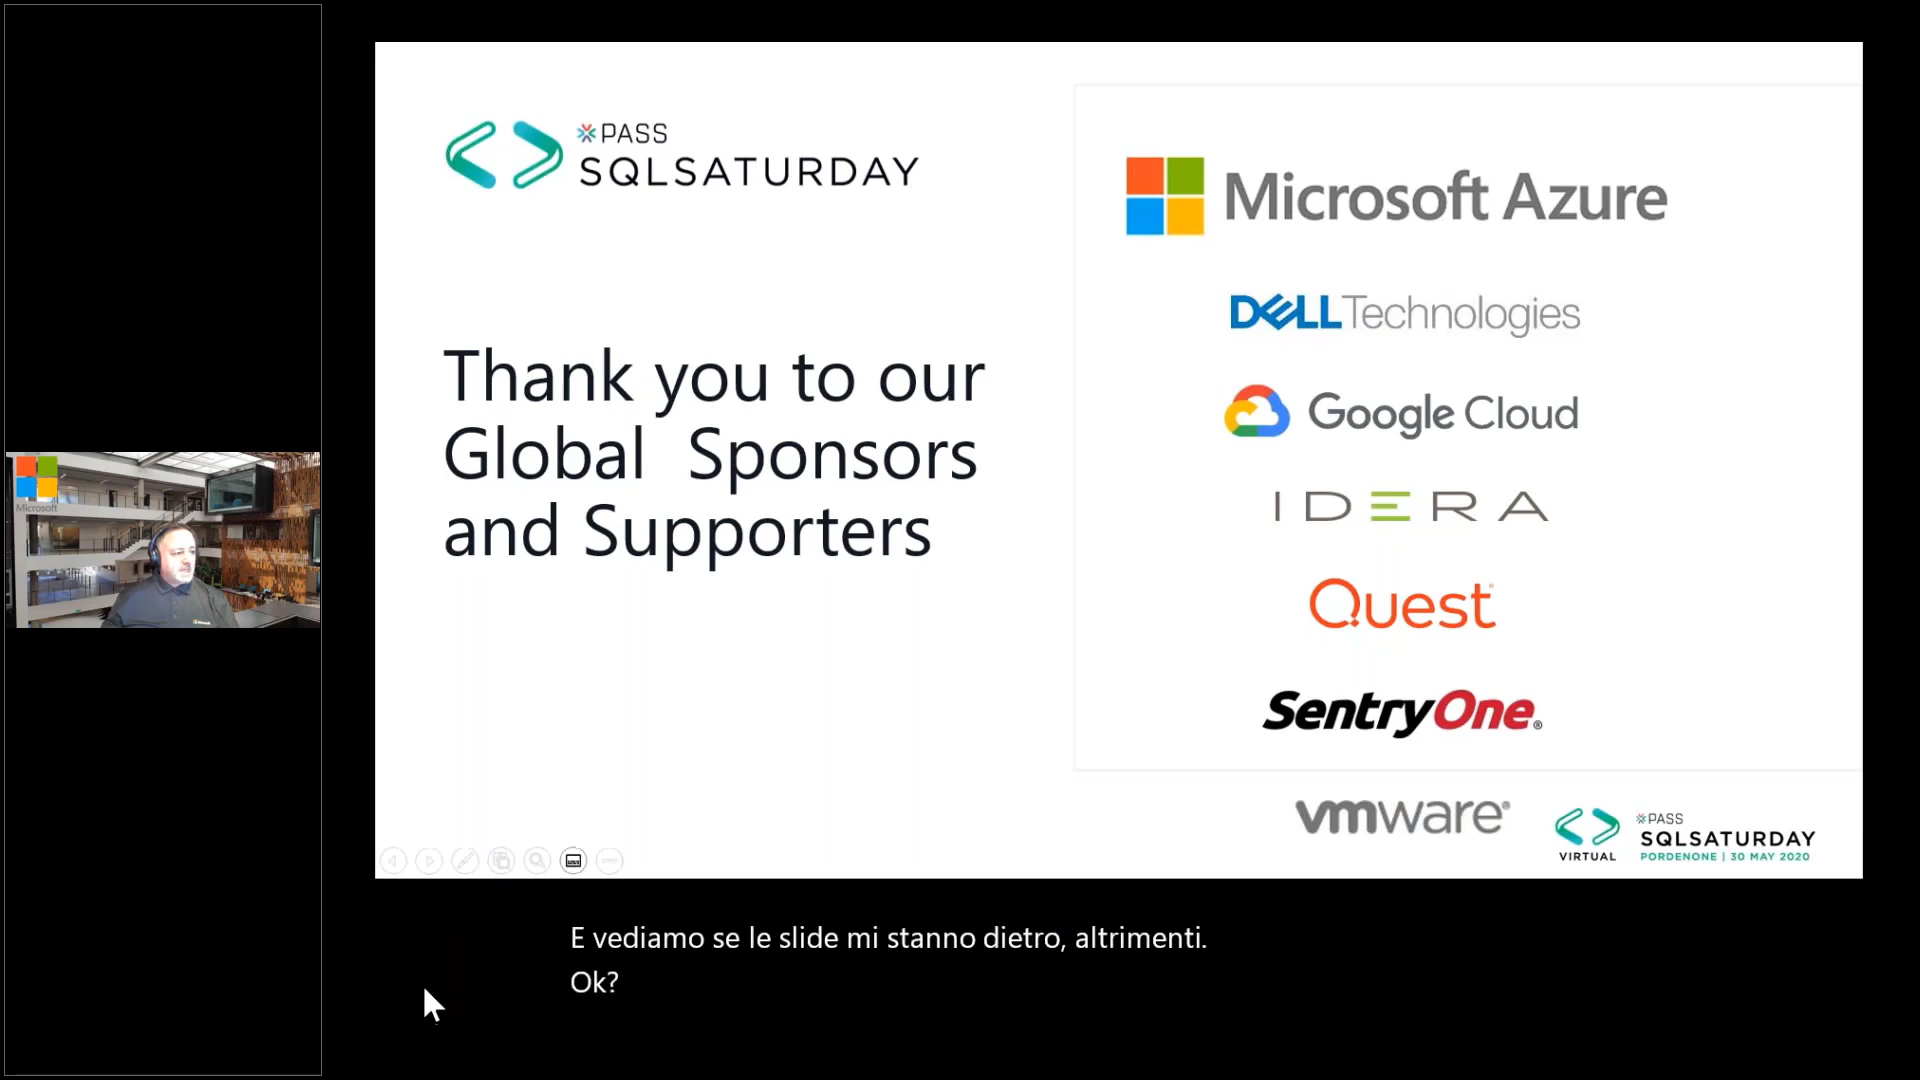 PASS
SQLSATURDAY
Thank you to our
Global Sponsors
and Supporters
Microsoft Azure
DELL Technologies
Google Cloud
IDERA
Quest
SentryOne®
vmware®
VIRTUAL
PASS
SQLSATURDAY
PORDENONE | 30 MAY 2020
Microsoft
E vediamo se le slide mi stanno dietro, altrimenti.
Ok?